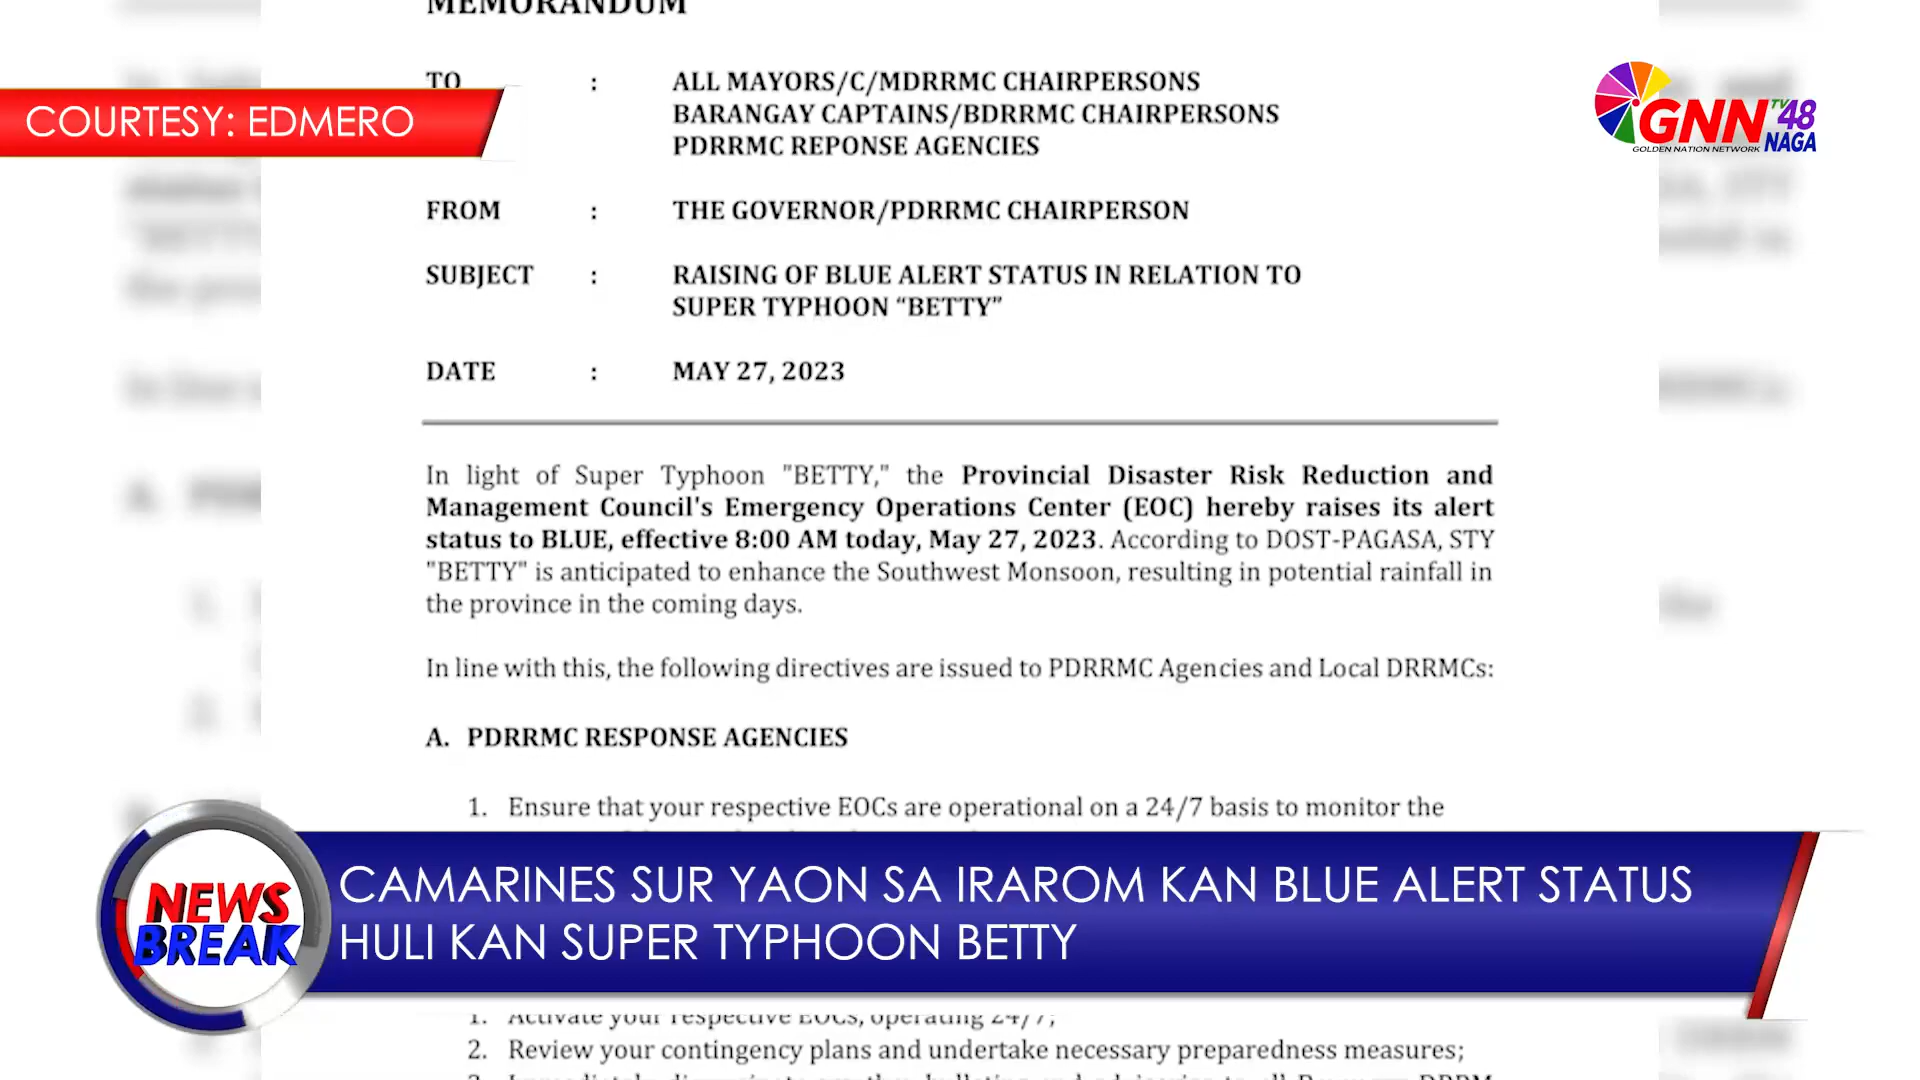 MEMORANDUM
TO : ALL MAYORS/C/MDRRMC CHAIRPERSONS
BARANGAY CAPTAINS/BDRRMC CHAIRPERSONS
PDRRMC REPONSE AGENCIES
COURTESY: EDMERO
GNN TV 48
GOLDEN NATION NETWORK NAGA
FROM : THE GOVERNOR/PDRRMC CHAIRPERSON
SUBJECT : RAISING OF BLUE ALERT STATUS IN RELATION TO
SUPER TYPHOON “BETTY”
DATE : MAY 27, 2023
In light of Super Typhoon "BETTY," the Provincial Disaster Risk Reduction and
Management Council's Emergency Operations Center (EOC) hereby raises its alert
status to BLUE, effective 8:00 AM today, May 27, 2023. According to DOST-PAGASA, STY
"BETTY" is anticipated to enhance the Southwest Monsoon, resulting in potential rainfall in
the province in the coming days.
In line with this, the following directives are issued to PDRRMC Agencies and Local DRRMCs:
A. PDRRMC RESPONSE AGENCIES
1. Ensure that your respective EOCs are operational on a 24/7 basis to monitor the
NEWS
BREAK
CAMARINES SUR YAON SA IRAROM KAN BLUE ALERT STATUS
HULI KAN SUPER TYPHOON BETTY
1. Activate your respective EOCs, operating 24/7;
2. Review your contingency plans and undertake necessary preparedness measures;